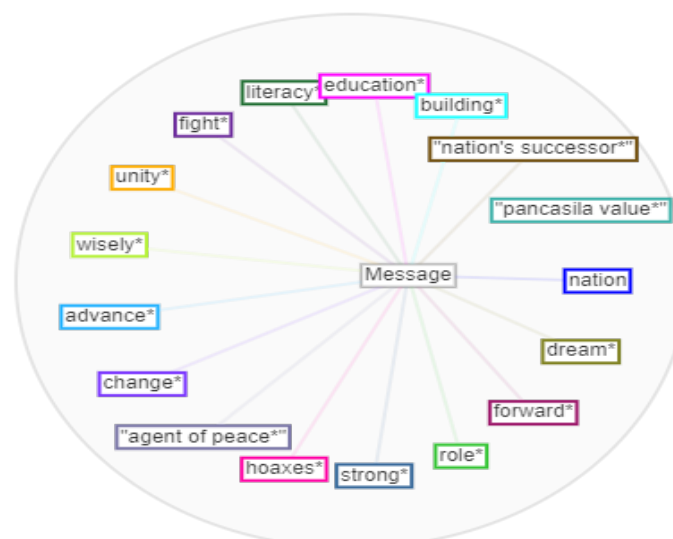 education*
literacy*
building*
fight*
"nation's successor*"
unity*
"pancasila value*"
wisely*
Message
nation
advance*
dream*
change*
forward*
"agent of peace*"
role*
hoaxes*
strong*